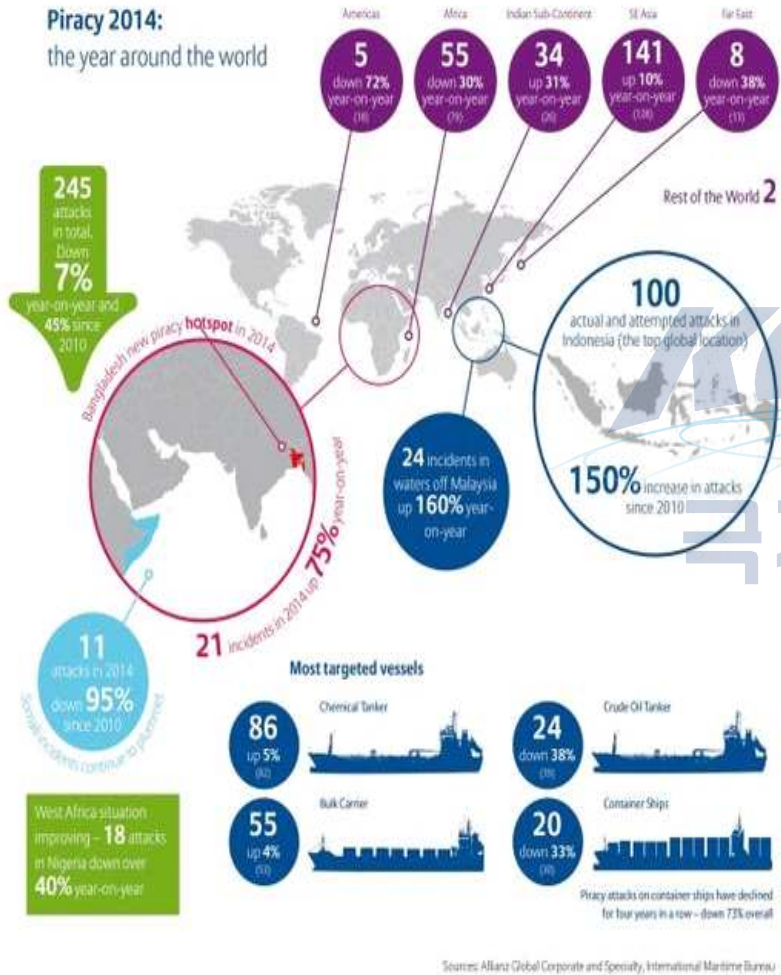 Piracy 2014:
the year around the world
Americas
5
down 72%
year-on-year
(18)
Africa
55
down 30%
year-on-year
(79)
Indian Sub-Continent
34
up 31%
year-on-year
(26)
SE Asia
141
up 10%
year-on-year
(128)
Far East
8
down 38%
year-on-year
(13)
Rest of the World 2
245
attacks
in total.
Down
7%
year-on-year and
45% since
2010
Bangladesh new piracy hotspot in 2014
21 incidents in 2014 up 75% year-on-year
100
actual and attempted attacks in
Indonesia (the top global location)
150% increase in attacks
since 2010
24 incidents in
waters off Malaysia
up 160% year-
on-year
11
attacks in 2014
down 95%
since 2010
Somali incidents continue to plummet
West Africa situation
improving – 18 attacks
in Nigeria down over
40% year-on-year
Most targeted vessels
Chemical Tanker
86
up 5%
(82)
Crude Oil Tanker
24
down 38%
(39)
Bulk Carrier
55
up 4%
(53)
Container Ships
20
down 33%
(30)
Piracy attacks on container ships have declined
for four years in a row – down 73% overall
Sources: Allianz Global Corporate and Specialty, International Maritime Bureau